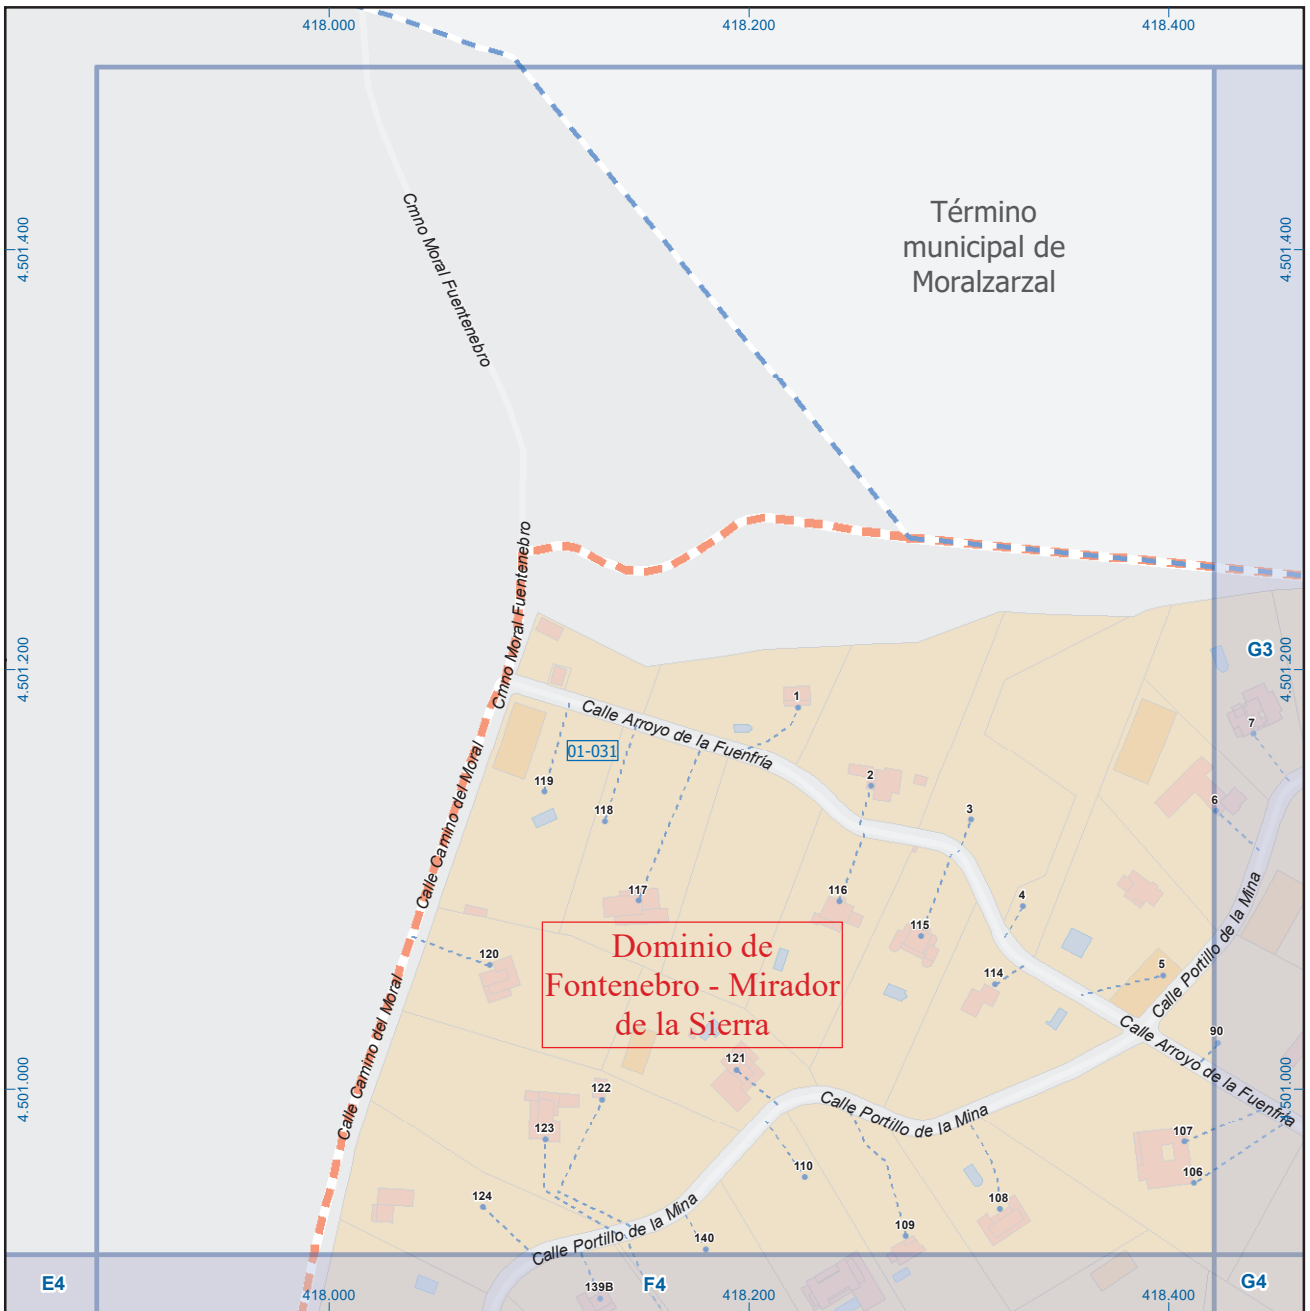 418.000
418.200
418.400
4.501.400
4.501.400
Cmno Moral Fuentenebro
Término
municipal de
Moralzarzal
Cmno Moral Fuentenebro
4.501.200
G3
4.501.200
1
Calle Arroyo de la Fuenfría
7
01-031
Calle Camino del Moral
119
118
2
3
6
117
116
115
4
Calle Portillo de la Mina
120
Dominio de
Fontenebro - Mirador
de la Sierra
114
5
Calle Camino del Moral
121
Calle Arroyo de la Fuenfría
90
4.501.000
4.501.000
122
123
Calle Portillo de la Mina
107
106
110
124
108
109
140
Calle Portillo de la Mina
E4
139B
F4
G4
418.000
418.200
418.400